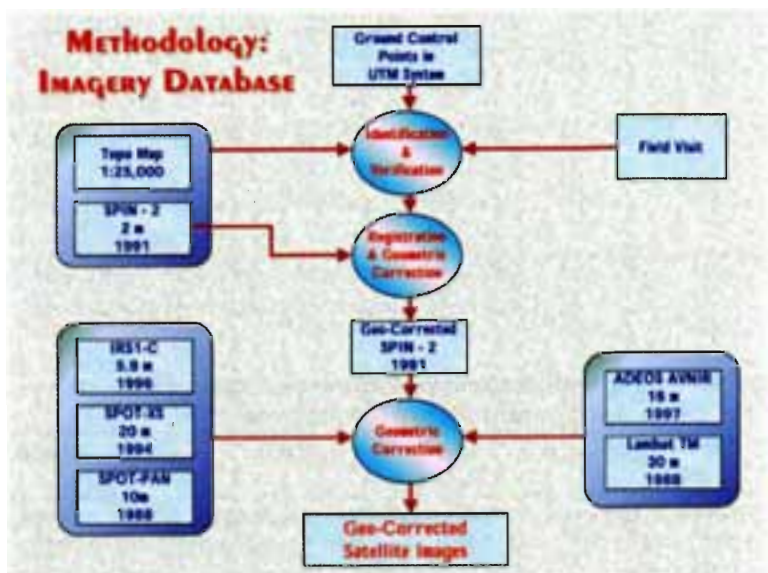 Methodology:
Imagery Database
Ground Control
Points in
UTM System
Identification
&
Verification
Topo Map
1:25,000
Field Visit
SPIN - 2
2 m
1991
Registration
& Geometric
Correction
Geo-Corrected
SPIN - 2
1991
IRS1-C
5.8 m
1996
SPOT-XS
20 m
1994
SPOT-PAN
10m
1988
Geometric
Correction
ADEOS AVNIR
16 m
1997
Landsat TM
30 m
1988
Geo-Corrected
Satellite Images